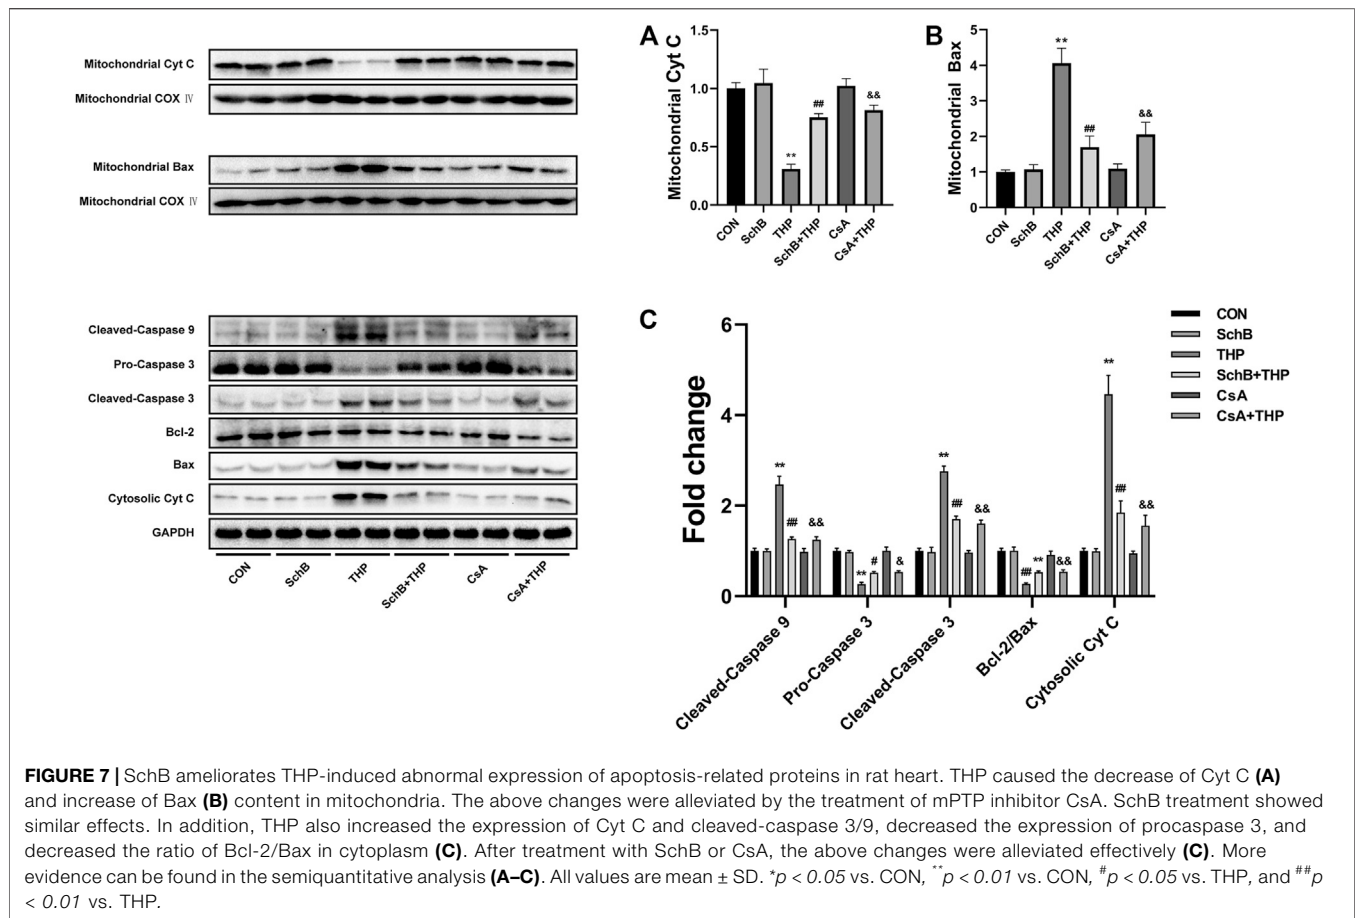 Mitochondrial Cyt C
Mitochondrial COX Ⅳ
Mitochondrial Bax
Mitochondrial COX Ⅳ
Cleaved-Caspase 9
Pro-Caspase 3
Cleaved-Caspase 3
Bcl-2
Bax
Cytosolic Cyt C
GAPDH
CON
SchB
THP
SchB+THP
CsA
CsA+THP
A
Mitochondrial Cyt C
1.5
1.0
0.5
0.0
**
##
&&
CON
SchB
THP
SchB+THP
CsA
CsA+THP
B
Mitochondrial Bax
5
4
3
2
1
0
**
##
&&
CON
SchB
THP
SchB+THP
CsA
CsA+THP
C
Fold change
6
4
2
0
**
##
&&
**
#
&
**
##
&&
##
**
&&
**
##
&&
Cleaved-Caspase 9
Pro-Caspase 3
Cleaved-Caspase 3
Bcl-2/Bax
Cytosolic Cyt C
CON
SchB
THP
SchB+THP
CsA
CsA+THP
FIGURE 7 | SchB ameliorates THP-induced abnormal expression of apoptosis-related proteins in rat heart. THP caused the decrease of Cyt C (A)
and increase of Bax (B) content in mitochondria. The above changes were alleviated by the treatment of mPTP inhibitor CsA. SchB treatment showed
similar effects. In addition, THP also increased the expression of Cyt C and cleaved-caspase 3/9, decreased the expression of procaspase 3, and
decreased the ratio of Bcl-2/Bax in cytoplasm (C). After treatment with SchB or CsA, the above changes were alleviated effectively (C). More
evidence can be found in the semiquantitative analysis (A–C). All values are mean ± SD. *p < 0.05 vs. CON, **p < 0.01 vs. CON, #p < 0.05 vs. THP, and ##p
< 0.01 vs. THP.